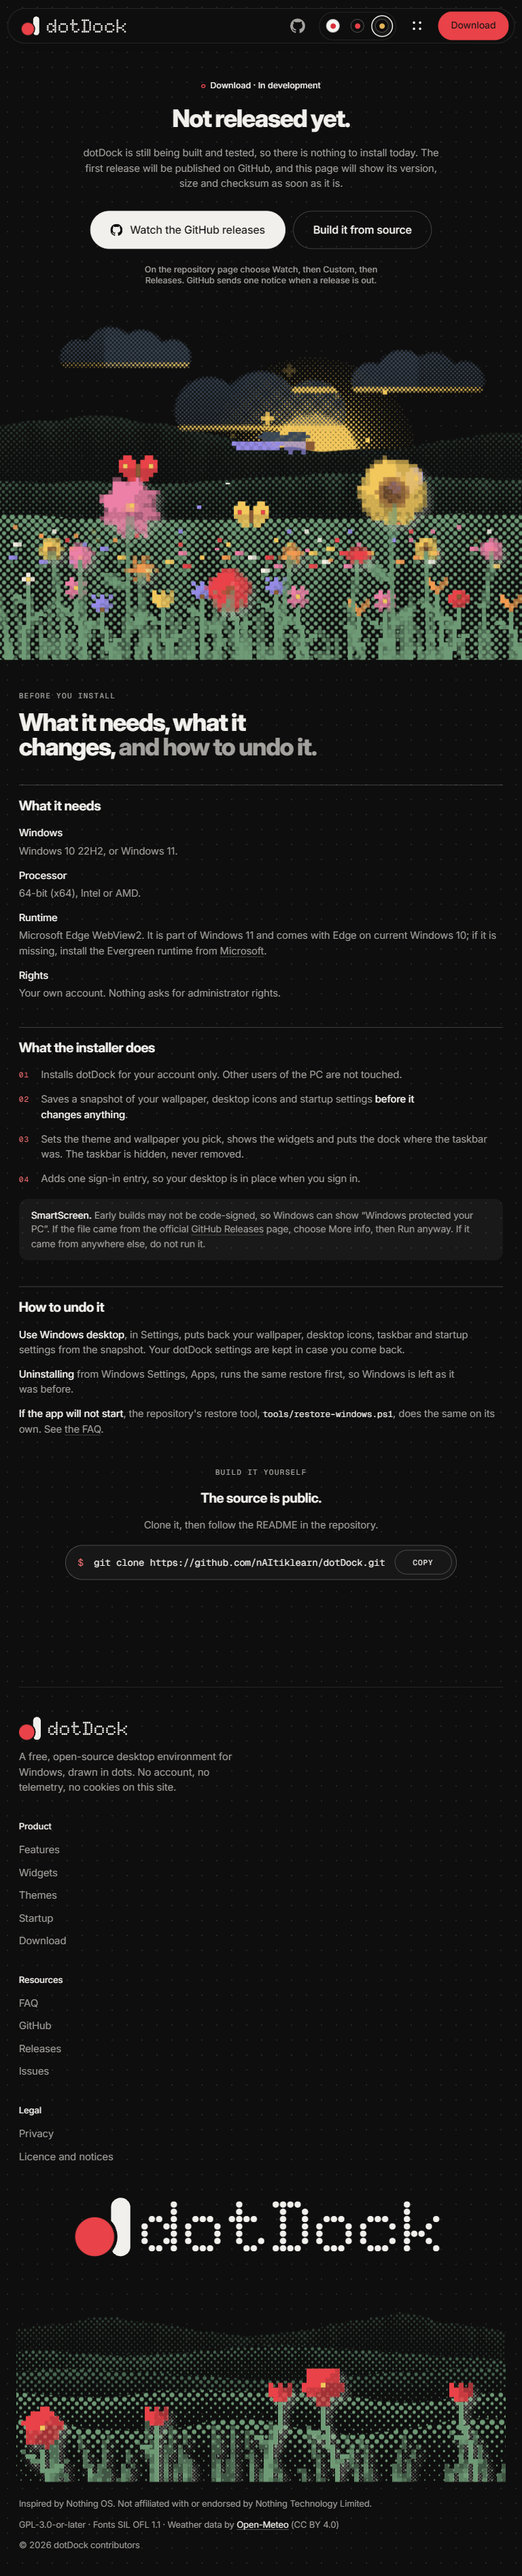 dotDock
Download
Download · In development
Not released yet.
dotDock is still being built and tested, so there is nothing to install today. The
first release will be published on GitHub, and this page will show its version,
size and checksum as soon as it is.
Watch the GitHub releases
Build it from source
On the repository page choose Watch, then Custom, then
Releases. GitHub sends one notice when a release is out.
BEFORE YOU INSTALL
What it needs, what it
changes, and how to undo it.
What it needs
Windows
Windows 10 22H2, or Windows 11.
Processor
64-bit (x64), Intel or AMD.
Runtime
Microsoft Edge WebView2. It is part of Windows 11 and comes with Edge on current Windows 10; if it is
missing, install the Evergreen runtime from Microsoft.
Rights
Your own account. Nothing asks for administrator rights.
What the installer does
01 Installs dotDock for your account only. Other users of the PC are not touched.
02 Saves a snapshot of your wallpaper, desktop icons and startup settings before it
changes anything.
03 Sets the theme and wallpaper you pick, shows the widgets and puts the dock where the taskbar
was. The taskbar is hidden, never removed.
04 Adds one sign-in entry, so your desktop is in place when you sign in.
SmartScreen. Early builds may not be code-signed, so Windows can show “Windows protected your
PC”. If the file came from the official GitHub Releases page, choose More info, then Run anyway. If it
came from anywhere else, do not run it.
How to undo it
Use Windows desktop, in Settings, puts back your wallpaper, desktop icons, taskbar and startup
settings from the snapshot. Your dotDock settings are kept in case you come back.
Uninstalling from Windows Settings, Apps, runs the same restore first, so Windows is left as it
was before.
If the app will not start, the repository's restore tool, tools/restore-windows.ps1, does the same on its
own. See the FAQ.
BUILD IT YOURSELF
The source is public.
Clone it, then follow the README in the repository.
$ git clone https://github.com/nAItiklearn/dotDock.git COPY
dotDock
A free, open-source desktop environment for
Windows, drawn in dots. No account, no
telemetry, no cookies on this site.
Product
Features
Widgets
Themes
Startup
Download
Resources
FAQ
GitHub
Releases
Issues
Legal
Privacy
Licence and notices
dotDock
Inspired by Nothing OS. Not affiliated with or endorsed by Nothing Technology Limited.
GPL-3.0-or-later · Fonts SIL OFL 1.1 · Weather data by Open-Meteo (CC BY 4.0)
© 2026 dotDock contributors